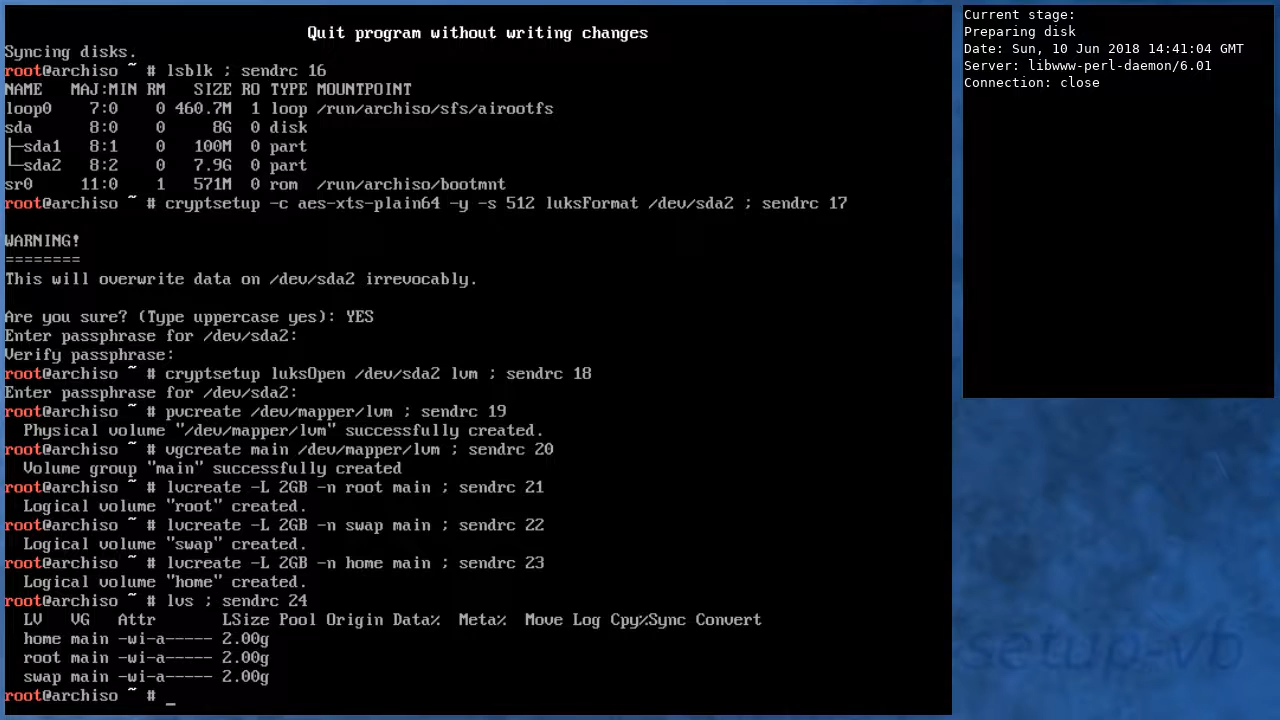 Quit program without writing changes
Syncing disks.
root@archiso ~ # lsblk ; sendrc 16
NAME   MAJ:MIN RM   SIZE RO TYPE MOUNTPOINT
loop0    7:0    0 460.7M  1 loop /run/archiso/sfs/airootfs
sda      8:0    0     8G  0 disk
├─sda1   8:1    0   100M  0 part
└─sda2   8:2    0   7.9G  0 part
sr0     11:0    1   571M  0 rom  /run/archiso/bootmnt
root@archiso ~ # cryptsetup -c aes-xts-plain64 -y -s 512 luksFormat /dev/sda2 ; sendrc 17
WARNING!
========
This will overwrite data on /dev/sda2 irrevocably.
Are you sure? (Type uppercase yes): YES
Enter passphrase for /dev/sda2:
Verify passphrase:
root@archiso ~ # cryptsetup luksOpen /dev/sda2 lvm ; sendrc 18
Enter passphrase for /dev/sda2:
root@archiso ~ # pvcreate /dev/mapper/lvm ; sendrc 19
  Physical volume "/dev/mapper/lvm" successfully created.
root@archiso ~ # vgcreate main /dev/mapper/lvm ; sendrc 20
  Volume group "main" successfully created
root@archiso ~ # lvcreate -L 2GB -n root main ; sendrc 21
  Logical volume "root" created.
root@archiso ~ # lvcreate -L 2GB -n swap main ; sendrc 22
  Logical volume "swap" created.
root@archiso ~ # lvcreate -L 2GB -n home main ; sendrc 23
  Logical volume "home" created.
root@archiso ~ # lvs ; sendrc 24
  LV   VG   Attr       LSize Pool Origin Data%  Meta%  Move Log Cpy%Sync Convert
  home main -wi-a----- 2.00g
  root main -wi-a----- 2.00g
  swap main -wi-a----- 2.00g
root@archiso ~ # _
Current stage:
Preparing disk
Date: Sun, 10 Jun 2018 14:41:04 GMT
Server: libwww-perl-daemon/6.01
Connection: close
setup-vb